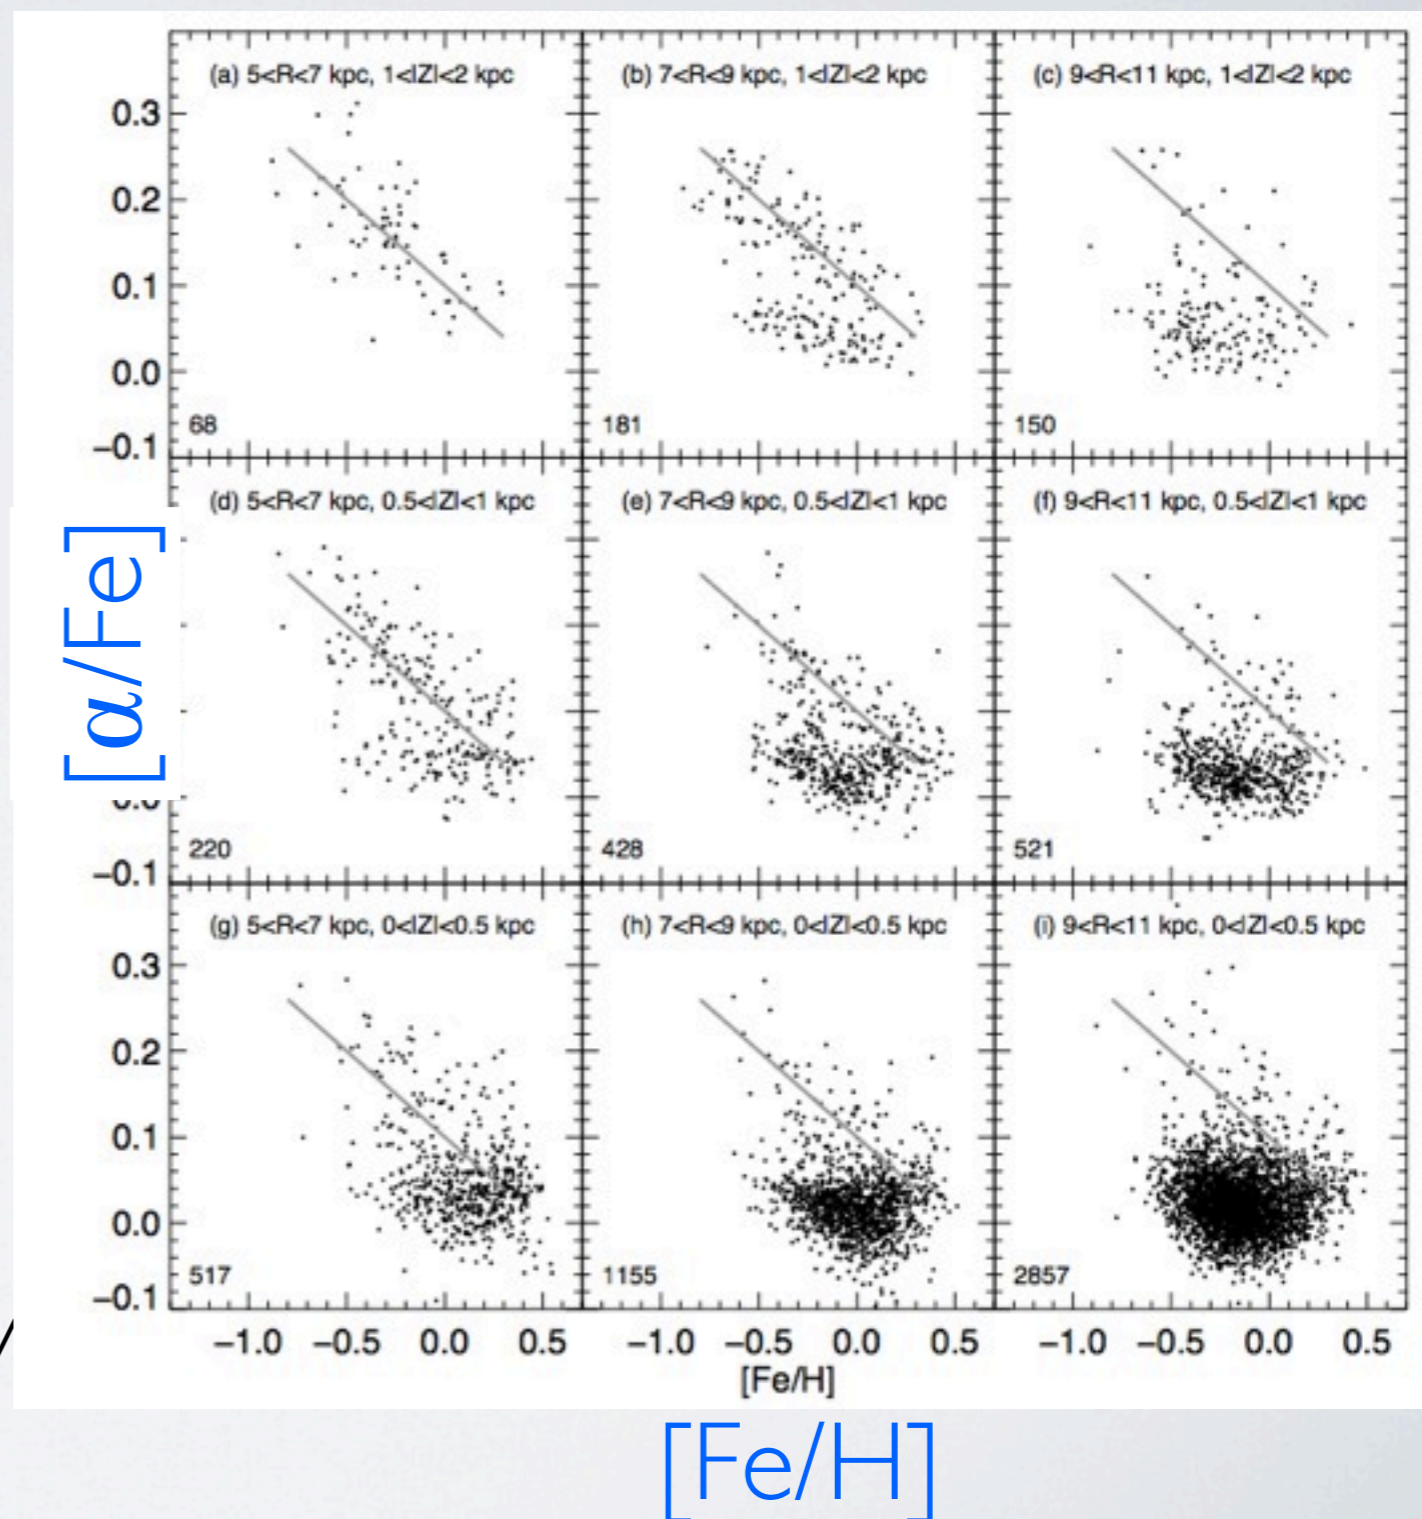 (a) 5<R<7 kpc, 1<|Z|<2 kpc
(b) 7<R<9 kpc, 1<|Z|<2 kpc
(c) 9<R<11 kpc, 1<|Z|<2 kpc
0.3
0.2
0.1
0.0
−0.1
68
181
150
(d) 5<R<7 kpc, 0.5<|Z|<1 kpc
(e) 7<R<9 kpc, 0.5<|Z|<1 kpc
(f) 9<R<11 kpc, 0.5<|Z|<1 kpc
[α/Fe]
0.0
−0.1
220
428
521
(g) 5<R<7 kpc, 0<|Z|<0.5 kpc
(h) 7<R<9 kpc, 0<|Z|<0.5 kpc
(i) 9<R<11 kpc, 0<|Z|<0.5 kpc
0.3
0.2
0.1
0.0
−0.1
517
1155
2857
−1.0 −0.5 0.0 0.5
−1.0 −0.5 0.0 0.5
−1.0 −0.5 0.0 0.5
[Fe/H]
[Fe/H]